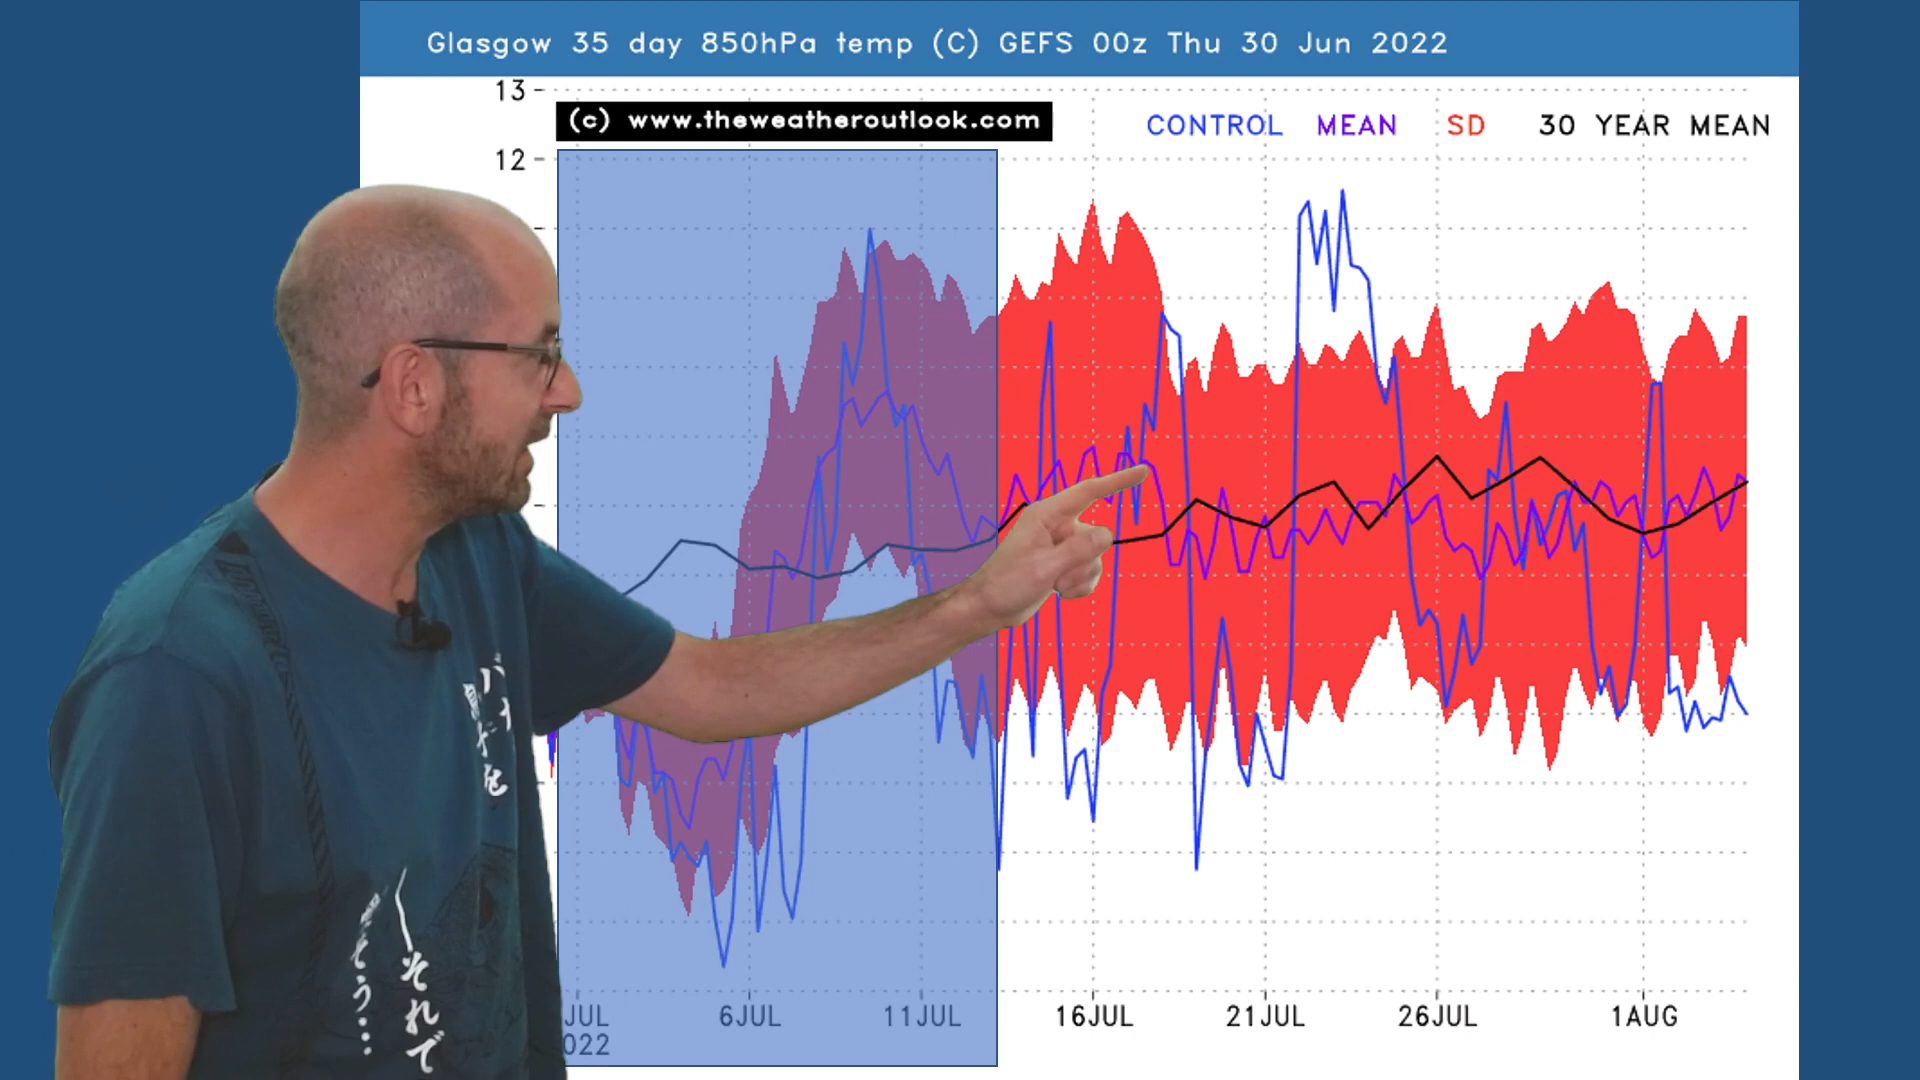 Glasgow 35 day 850hPa temp (C) GEFS 00z Thu 30 Jun 2022
13
(c) www.theweatheroutlook.com
CONTROL MEAN SD 30 YEAR MEAN
12
JUL 6JUL 11JUL 16JUL 21JUL 26JUL 1AUG
022
それで